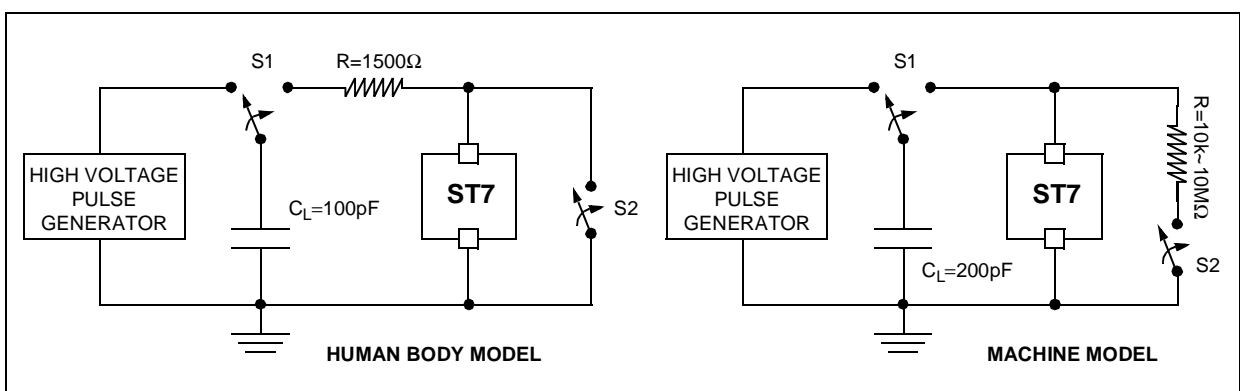 S1
R=1500Ω
HIGH VOLTAGE
PULSE
GENERATOR
C_L=100pF
ST7
S2
HUMAN BODY MODEL
S1
HIGH VOLTAGE
PULSE
GENERATOR
C_L=200pF
ST7
R=10k~10MΩ
S2
MACHINE MODEL